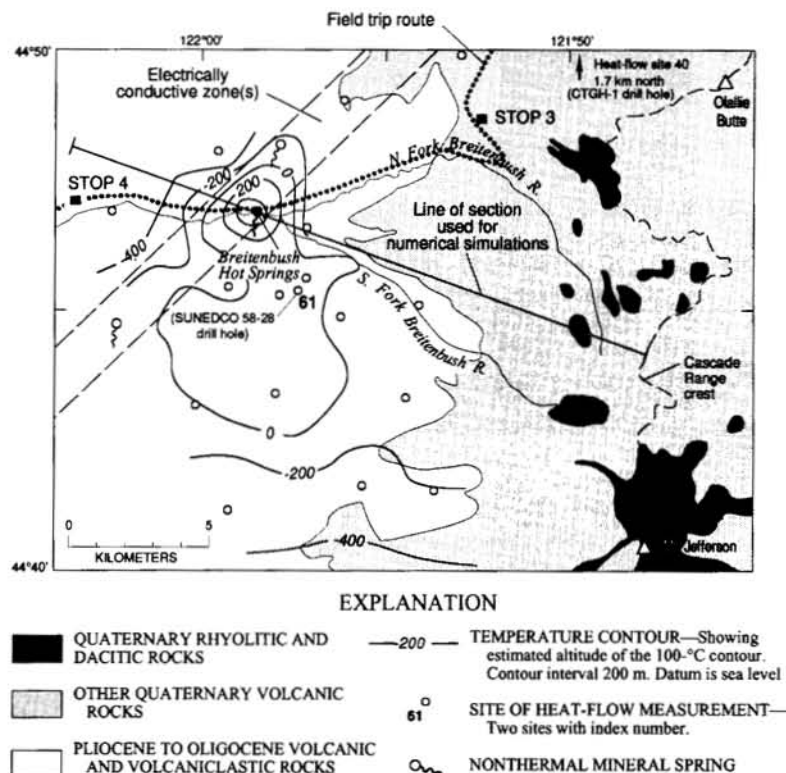 Field trip route
44°50'
122°00'
121°50'
Electrically
conductive zone(s)
Heat-flow site 40
1.7 km north
(CTGH-1 drill hole)
Olallie
Butte
STOP 3
N. Fork Breitenbush R.
-200
200
0
STOP 4
-400
Line of section
used for
numerical simulations
Breitenbush
Hot Springs
(SUNEDCO 58-28
drill hole)
61
S. Fork Breitenbush R.
Cascade
Range
crest
0
-200
0 5
KILOMETERS
-400
Jefferson
44°40'
EXPLANATION
QUATERNARY RHYOLITIC AND
DACITIC ROCKS
OTHER QUATERNARY VOLCANIC
ROCKS
PLIOCENE TO OLIGOCENE VOLCANIC
AND VOLCANICLASTIC ROCKS
-200 TEMPERATURE CONTOUR—Showing
estimated altitude of the 100-°C contour.
Contour interval 200 m. Datum is sea level
61 SITE OF HEAT-FLOW MEASUREMENT—
Two sites with index number.
NONTHERMAL MINERAL SPRING